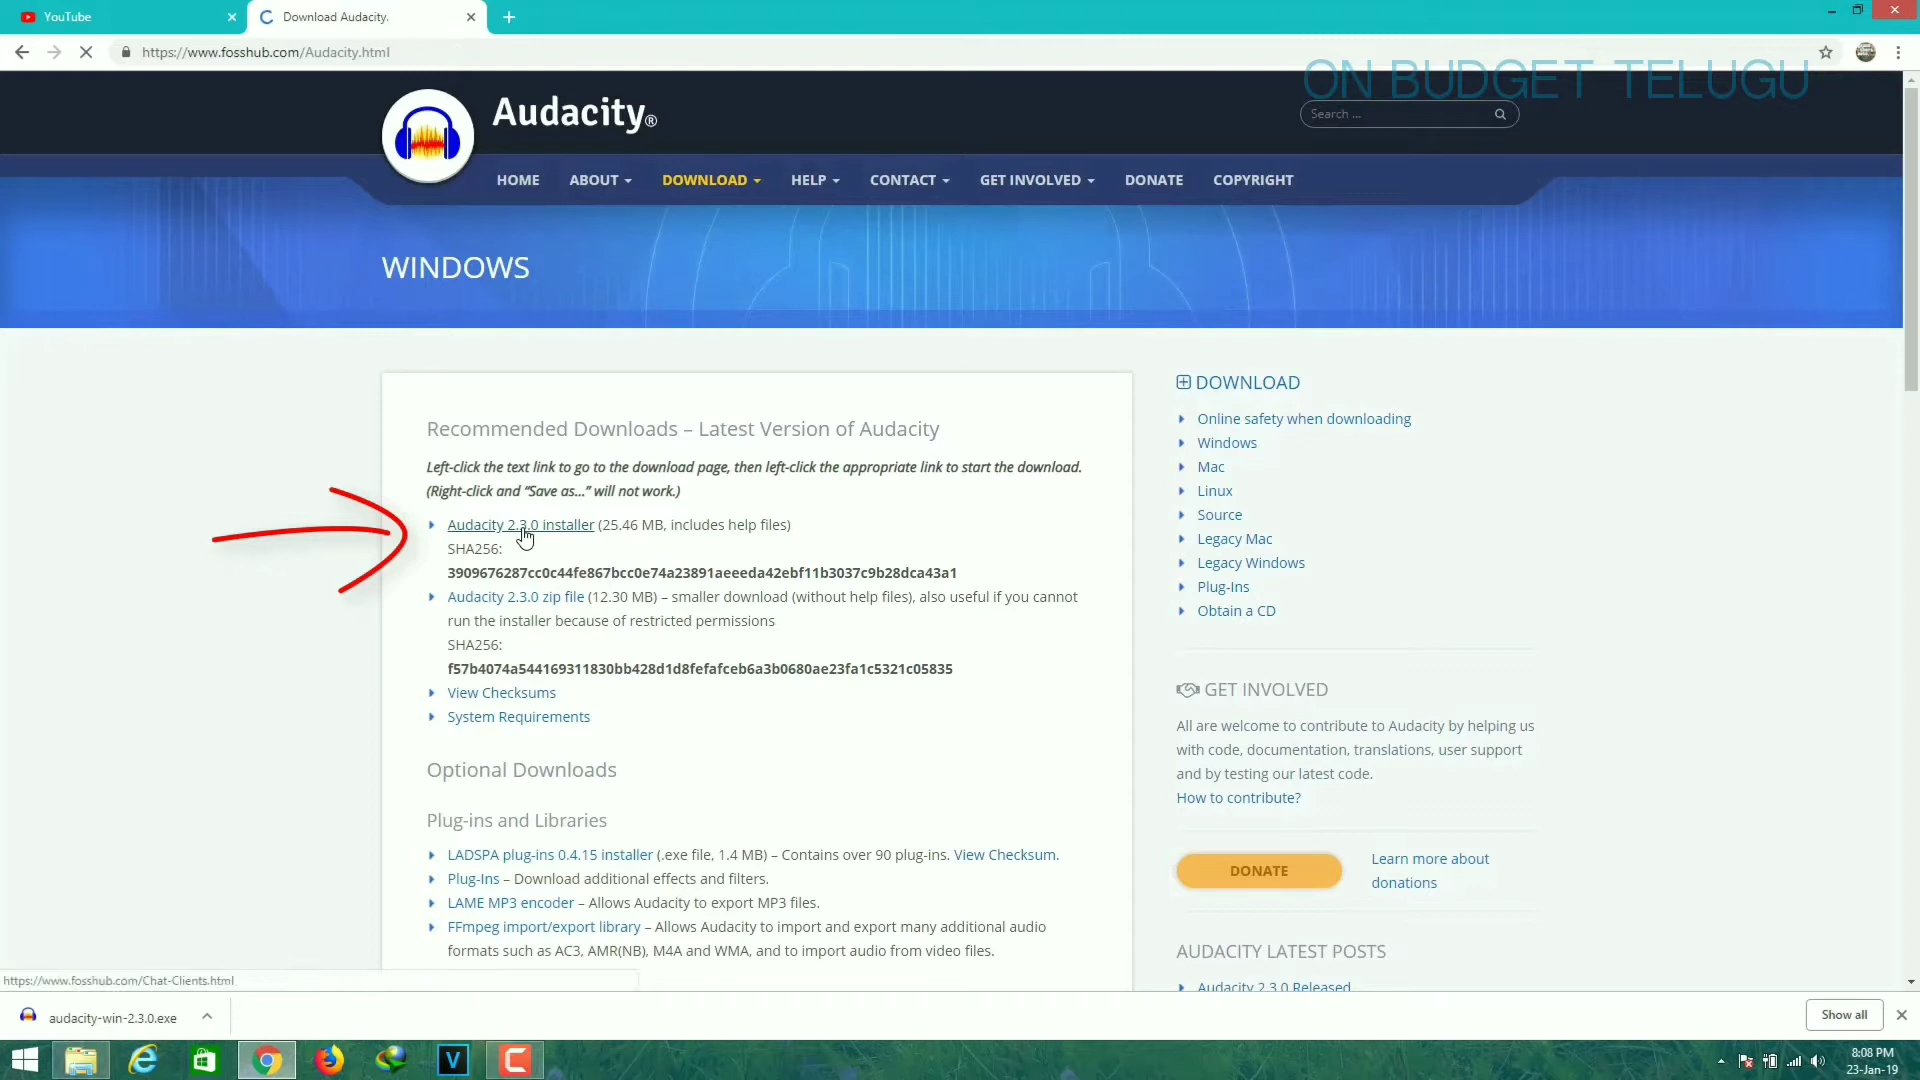 YouTube
Download Audacity.
https://www.fosshub.com/Audacity.html
ON BUDGET TELUGU
Audacity®
Search ...
HOME ABOUT DOWNLOAD HELP CONTACT GET INVOLVED DONATE COPYRIGHT
WINDOWS
Recommended Downloads – Latest Version of Audacity
Left-click the text link to go to the download page, then left-click the appropriate link to start the download.
(Right-click and “Save as...” will not work.)
Audacity 2.3.0 installer (25.46 MB, includes help files)
SHA256:
3909676287cc0c44fe867bcc0e74a23891aeeeda42ebf11b3037c9b28dca43a1
Audacity 2.3.0 zip file (12.30 MB) – smaller download (without help files), also useful if you cannot
run the installer because of restricted permissions
SHA256:
f57b4074a544169311830bb428d1d8fefafceb6a3b0680ae23fa1c5321c05835
View Checksums
System Requirements
Optional Downloads
Plug-ins and Libraries
LADSPA plug-ins 0.4.15 installer (.exe file, 1.4 MB) – Contains over 90 plug-ins. View Checksum.
Plug-Ins – Download additional effects and filters.
LAME MP3 encoder – Allows Audacity to export MP3 files.
FFmpeg import/export library – Allows Audacity to import and export many additional audio
formats such as AC3, AMR(NB), M4A and WMA, and to import audio from video files.
DOWNLOAD
Online safety when downloading
Windows
Mac
Linux
Source
Legacy Mac
Legacy Windows
Plug-Ins
Obtain a CD
GET INVOLVED
All are welcome to contribute to Audacity by helping us
with code, documentation, translations, user support
and by testing our latest code.
How to contribute?
DONATE
Learn more about
donations
AUDACITY LATEST POSTS
Audacity 2.3.0 Released
https://www.fosshub.com/Chat-Clients.html
audacity-win-2.3.0.exe
Show all
V
8:08 PM
23-Jan-19